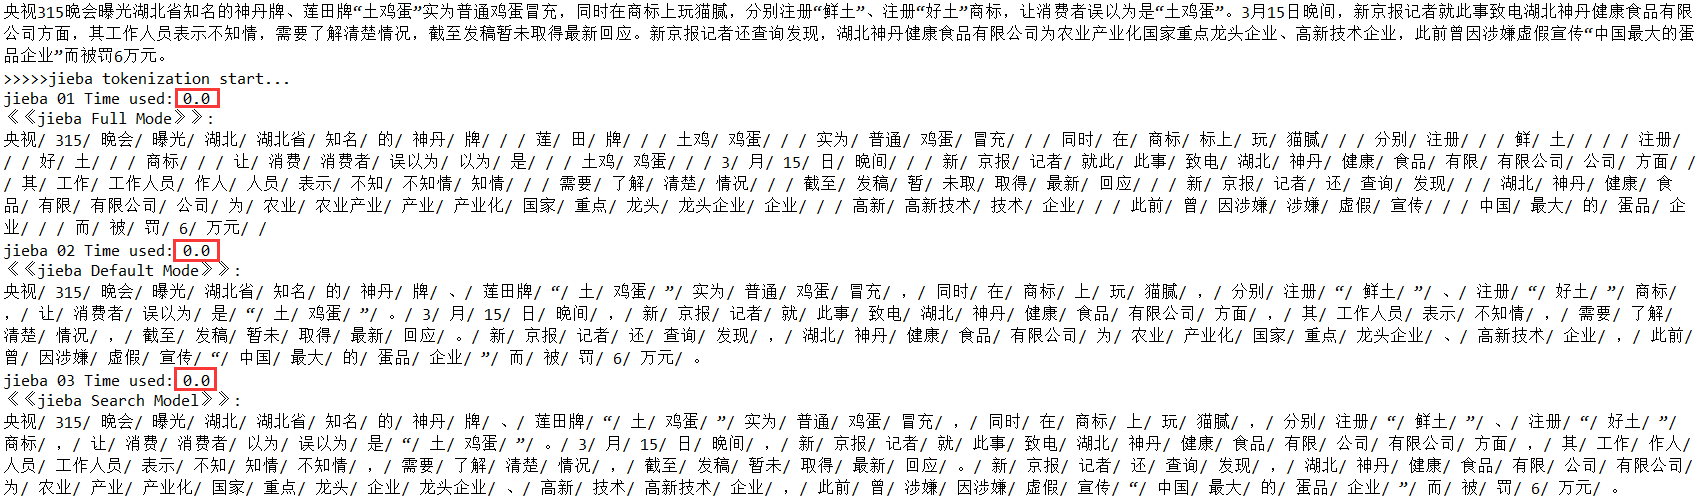 央视315晚会曝光湖北省知名的神丹牌、莲田牌“土鸡蛋”实为普通鸡蛋冒充，同时在商标上玩猫腻，分别注册“鲜土”、注册“好土”商标，让消费者误以为是“土鸡蛋”。3月15日晚间，新京报记者就此事致电湖北神丹健康食品有限
公司方面，其工作人员表示不知情，需要了解清楚情况，截至发稿暂未取得最新回应。新京报记者还查询发现，湖北神丹健康食品有限公司为农业产业化国家重点龙头企业、高新技术企业，此前曾因涉嫌虚假宣传“中国最大的蛋
品企业”而被罚6万元。
>>>>>jieba tokenization start...
jieba 01 Time used: 0.0
《《jieba Full Mode》》:
央视/ 315/ 晚会/ 曝光/ 湖北/ 湖北省/ 知名/ 的/ 神丹/ 牌/ / / 莲/ 田/ 牌/ / / 土鸡/ 鸡蛋/ / / 实为/ 普通/ 鸡蛋/ 冒充/ / / 同时/ 在/ 商标/ 标上/ 玩/ 猫腻/ / / 分别/ 注册/ / / 鲜/ 土/ / / / 注册/
/ / 好/ 土/ / / 商标/ / / 让/ 消费/ 消费者/ 误以为/ 以为/ 是/ / / 土鸡/ 鸡蛋/ / / 3/ 月/ 15/ 日/ 晚间/ / / 新/ 京报/ 记者/ 就此/ 此事/ 致电/ 湖北/ 神丹/ 健康/ 食品/ 有限/ 有限公司/ 公司/ 方面/ /
/ 其/ 工作/ 工作人员/ 作人/ 人员/ 表示/ 不知/ 不知情/ 知情/ / / 需要/ 了解/ 清楚/ 情况/ / / 截至/ 发稿/ 暂/ 未取/ 取得/ 最新/ 回应/ / / 新/ 京报/ 记者/ 还/ 查询/ 发现/ / / 湖北/ 神丹/ 健康/ 食
品/ 有限/ 有限公司/ 公司/ 为/ 农业/ 农业产业/ 产业/ 产业化/ 国家/ 重点/ 龙头/ 龙头企业/ 企业/ / / 高新/ 高新技术/ 技术/ 企业/ / / 此前/ 曾/ 因涉嫌/ 涉嫌/ 虚假/ 宣传/ / / 中国/ 最大/ 的/ 蛋品/ 企
业/ / / 而/ 被/ 罚/ 6/ 万元/ /
jieba 02 Time used: 0.0
《《jieba Default Mode》》:
央视/ 315/ 晚会/ 曝光/ 湖北省/ 知名/ 的/ 神丹/ 牌/ 、/ 莲田牌/ “/ 土/ 鸡蛋/ ”/ 实为/ 普通/ 鸡蛋/ 冒充/ ，/ 同时/ 在/ 商标/ 上/ 玩/ 猫腻/ ，/ 分别/ 注册/ “/ 鲜土/ ”/ 、/ 注册/ “/ 好土/ ”/ 商标/
，/ 让/ 消费者/ 误以为/ 是/ “/ 土/ 鸡蛋/ ”/ 。/ 3/ 月/ 15/ 日/ 晚间/ ，/ 新/ 京报/ 记者/ 就/ 此事/ 致电/ 湖北/ 神丹/ 健康/ 食品/ 有限公司/ 方面/ ，/ 其/ 工作人员/ 表示/ 不知情/ ，/ 需要/ 了解/
清楚/ 情况/ ，/ 截至/ 发稿/ 暂未/ 取得/ 最新/ 回应/ 。/ 新/ 京报/ 记者/ 还/ 查询/ 发现/ ，/ 湖北/ 神丹/ 健康/ 食品/ 有限公司/ 为/ 农业/ 产业化/ 国家/ 重点/ 龙头企业/ 、/ 高新技术/ 企业/ ，/ 此前/
曾/ 因涉嫌/ 虚假/ 宣传/ “/ 中国/ 最大/ 的/ 蛋品/ 企业/ ”/ 而/ 被/ 罚/ 6/ 万元/ 。
jieba 03 Time used: 0.0
《《jieba Search Model》》:
央视/ 315/ 晚会/ 曝光/ 湖北/ 湖北省/ 知名/ 的/ 神丹/ 牌/ 、/ 莲田牌/ “/ 土/ 鸡蛋/ ”/ 实为/ 普通/ 鸡蛋/ 冒充/ ，/ 同时/ 在/ 商标/ 上/ 玩/ 猫腻/ ，/ 分别/ 注册/ “/ 鲜土/ ”/ 、/ 注册/ “/ 好土/ ”/
商标/ ，/ 让/ 消费/ 消费者/ 以为/ 误以为/ 是/ “/ 土/ 鸡蛋/ ”/ 。/ 3/ 月/ 15/ 日/ 晚间/ ，/ 新/ 京报/ 记者/ 就/ 此事/ 致电/ 湖北/ 神丹/ 健康/ 食品/ 有限/ 公司/ 有限公司/ 方面/ ，/ 其/ 工作/ 作人/
人员/ 工作人员/ 表示/ 不知/ 知情/ 不知情/ ，/ 需要/ 了解/ 清楚/ 情况/ ，/ 截至/ 发稿/ 暂未/ 取得/ 最新/ 回应/ 。/ 新/ 京报/ 记者/ 还/ 查询/ 发现/ ，/ 湖北/ 神丹/ 健康/ 食品/ 有限/ 公司/ 有限公司/
为/ 农业/ 产业/ 产业化/ 国家/ 重点/ 龙头/ 企业/ 龙头企业/ 、/ 高新/ 技术/ 高新技术/ 企业/ ，/ 此前/ 曾/ 涉嫌/ 因涉嫌/ 虚假/ 宣传/ “/ 中国/ 最大/ 的/ 蛋品/ 企业/ ”/ 而/ 被/ 罚/ 6/ 万元/ 。